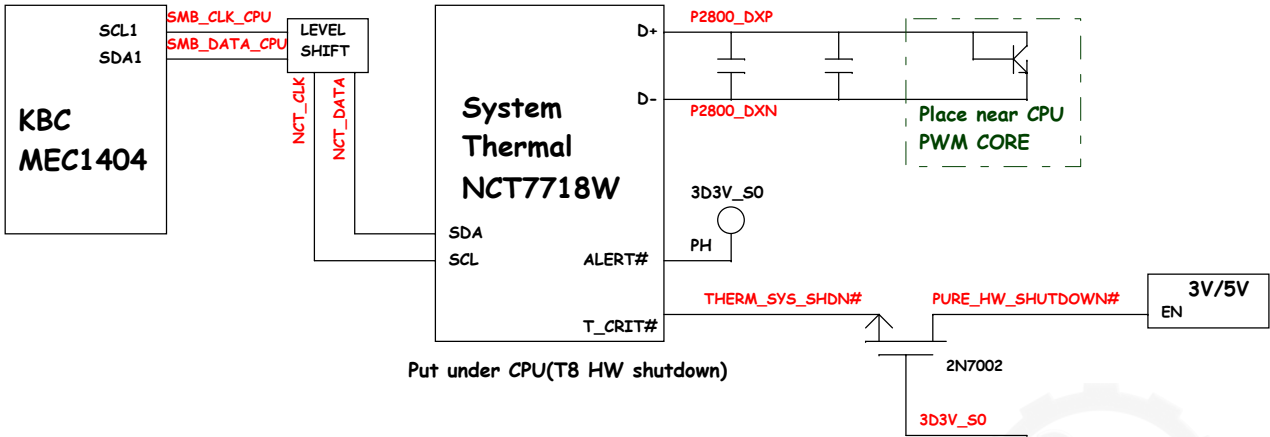 SMB_CLK_CPU
SCL1
SMB_DATA_CPU
SDA1
LEVEL
SHIFT
KBC
MEC1404
NCT_CLK
NCT_DATA
System
Thermal
NCT7718W
D+
D-
SDA
SCL
ALERT#
T_CRIT#
P2800_DXP
P2800_DXN
Place near CPU
PWM CORE
3D3V_S0
PH
THERM_SYS_SHDN#
PURE_HW_SHUTDOWN#
3V/5V
EN
2N7002
3D3V_S0
Put under CPU(T8 HW shutdown)